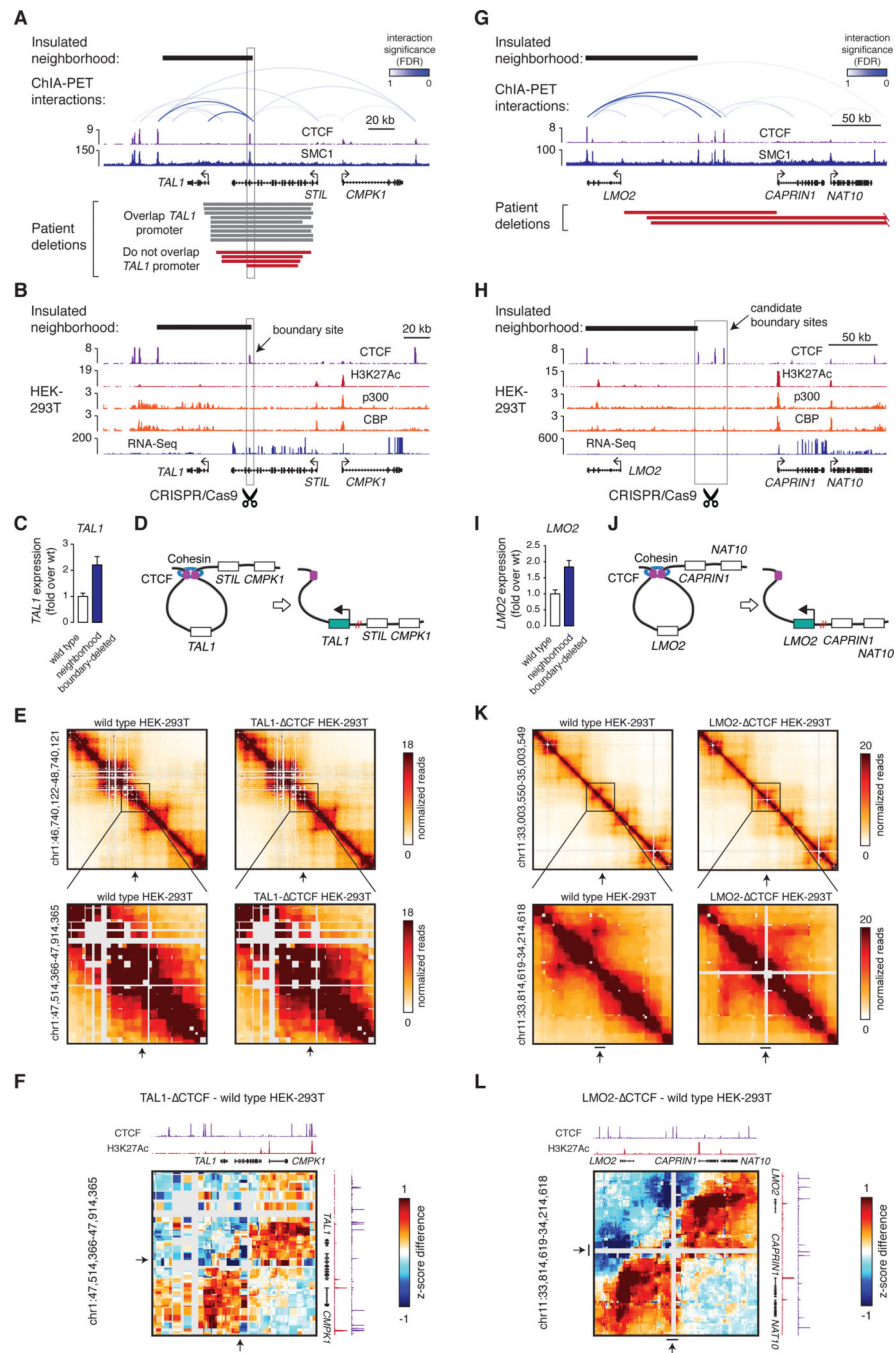 A
Insulated
neighborhood:
interaction
significance
(FDR)
1 0
ChIA-PET
interactions:
20 kb
9
CTCF
150
SMC1
TAL1
STIL
CMPK1
Patient
deletions
Overlap TAL1
promoter
Do not overlap
TAL1 promoter
B
Insulated
neighborhood:
20 kb
boundary site
HEK-
293T
8
CTCF
19
H3K27Ac
3
p300
3
CBP
200
RNA-Seq
TAL1
STIL
CMPK1
CRISPR/Cas9
C
TAL1
TAL1 expression
(fold over wt)
3
2
1
0
wild type
neighborhood
boundary-deleted
D
Cohesin
CTCF
STIL CMPK1
TAL1
TAL1
STIL CMPK1
E
wild type HEK-293T
TAL1-ΔCTCF HEK-293T
chr1:46,740,122-48,740,121
18
0
normalized reads
wild type HEK-293T
TAL1-ΔCTCF HEK-293T
chr1:47,514,366-47,914,365
18
0
normalized reads
F
TAL1-ΔCTCF - wild type HEK-293T
CTCF
H3K27Ac
TAL1
CMPK1
chr1:47,514,366-47,914,365
TAL1
CMPK1
1
-1
z-score difference
G
Insulated
neighborhood:
interaction
significance
(FDR)
1 0
ChIA-PET
interactions:
50 kb
8
CTCF
100
SMC1
LMO2
CAPRIN1
NAT10
Patient
deletions
H
Insulated
neighborhood:
candidate
boundary sites
50 kb
HEK-
293T
8
CTCF
15
H3K27Ac
3
p300
3
CBP
600
RNA-Seq
LMO2
CAPRIN1
NAT10
CRISPR/Cas9
I
LMO2
LMO2 expression
(fold over wt)
2.5
2.0
1.5
1.0
0.5
0.0
wild type
neighborhood
boundary-deleted
J
Cohesin
CTCF
NAT10
CAPRIN1
LMO2
LMO2
CAPRIN1
NAT10
K
wild type HEK-293T
LMO2-ΔCTCF HEK-293T
chr11:33,003,550-35,003,549
20
0
normalized reads
wild type HEK-293T
LMO2-ΔCTCF HEK-293T
chr11:33,814,619-34,214,618
20
0
normalized reads
L
LMO2-ΔCTCF - wild type HEK-293T
CTCF
H3K27Ac
LMO2
CAPRIN1
NAT10
chr11:33,814,619-34,214,618
LMO2
CAPRIN1
NAT10
1
-1
z-score difference